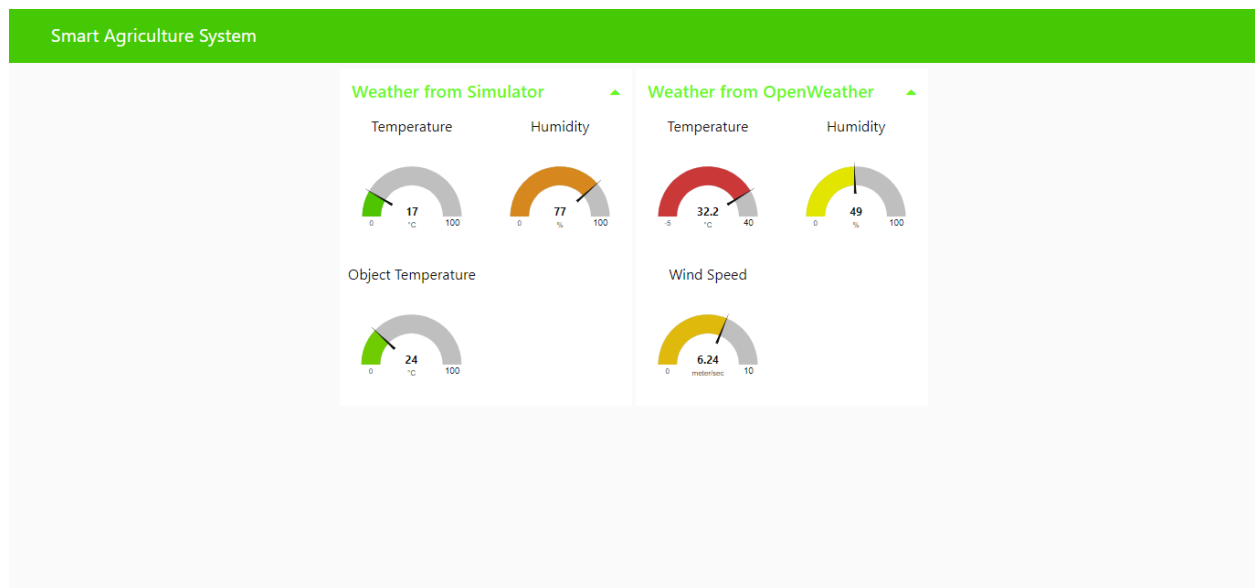 Smart Agriculture System
Weather from Simulator
Temperature
Humidity
17
0
°C
100
77
0
%
100
Object Temperature
24
0
°C
100
Weather from OpenWeather
Temperature
Humidity
32.2
-5
°C
40
49
0
%
100
Wind Speed
6.24
0
meter/sec
10